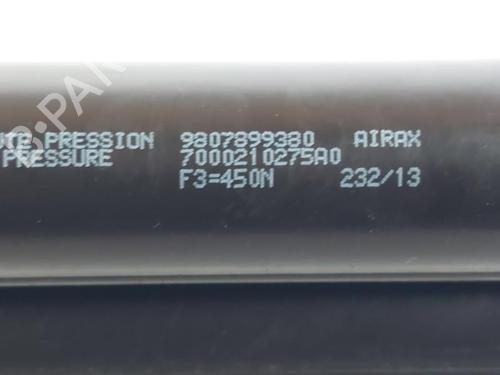 PRESSION 9807899380 AIRAX
PRESSURE 7000210275A0
F3=450N 232/13